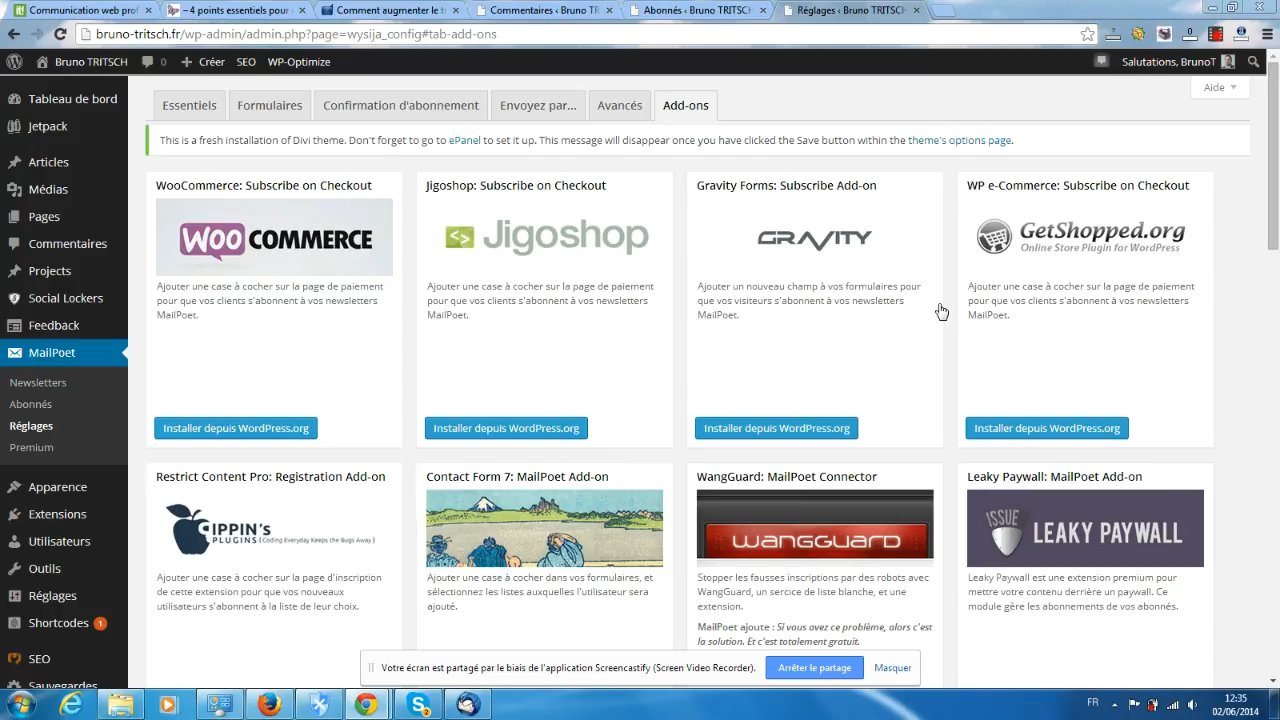 Communication web profes
– 4 points essentiels pour
Comment augmenter le t
Commentaires ‹ Bruno TR
Abonnés ‹ Bruno TRITSCH
Réglages ‹ Bruno TRITSCH
bruno-tritsch.fr/wp-admin/admin.php?page=wysija_config#tab-add-ons
Bruno TRITSCH 0 Créer SEO WP-Optimize Salutations, BrunoT
Tableau de bord
Jetpack
Articles
Médias
Pages
Commentaires
Projects
Social Lockers
Feedback
MailPoet
Newsletters
Abonnés
Réglages
Premium
Apparence
Extensions
Utilisateurs
Outils
Réglages
Shortcodes 1
SEO
Sauvegardes
Aide
Essentiels Formulaires Confirmation d'abonnement Envoyez par... Avancés Add-ons
This is a fresh installation of Divi theme. Don't forget to go to ePanel to set it up. This message will disappear once you have clicked the Save button within the theme's options page.
WooCommerce: Subscribe on Checkout
WOO COMMERCE
Ajouter une case à cocher sur la page de paiement
pour que vos clients s'abonnent à vos newsletters
MailPoet.
Installer depuis WordPress.org
Jigoshop: Subscribe on Checkout
<> Jigoshop
Ajouter une case à cocher sur la page de paiement
pour que vos clients s'abonnent à vos newsletters
MailPoet.
Installer depuis WordPress.org
Gravity Forms: Subscribe Add-on
GRAVITY
Ajouter un nouveau champ à vos formulaires pour
que vos visiteurs s'abonnent à vos newsletters
MailPoet.
Installer depuis WordPress.org
WP e-Commerce: Subscribe on Checkout
GetShopped.org
Online Store Plugin for WordPress
Ajouter une case à cocher sur la page de paiement
pour que vos clients s'abonnent à vos newsletters
MailPoet.
Installer depuis WordPress.org
Restrict Content Pro: Registration Add-on
PIPPIN'S
PLUGINS {Coding Everyday Keeps the Bugs Away}
Ajouter une case à cocher sur la page d'inscription
de cette extension pour que vos nouveaux
utilisateurs s'abonnent à la liste de leur choix.
Contact Form 7: MailPoet Add-on
Ajouter une case à cocher dans vos formulaires, et
sélectionnez les listes auxquelles l'utilisateur sera
ajouté.
WangGuard: MailPoet Connector
WANGGUARD
Stopper les fausses inscriptions par des robots avec
WangGuard, un sercice de liste blanche, et une
extension.
MailPoet ajoute : Si vous avez ce problème, alors c'est
la solution. Et c'est totalement gratuit.
Leaky Paywall: MailPoet Add-on
ISSUE LEAKY PAYWALL
Leaky Paywall est une extension premium pour
mettre votre contenu derrière un paywall. Ce
module gère les abonnements de vos abonnés.
Votre écran est partagé par le biais de l'application Screencastify (Screen Video Recorder). Arrêter le partage Masquer
FR
12:35
02/06/2014